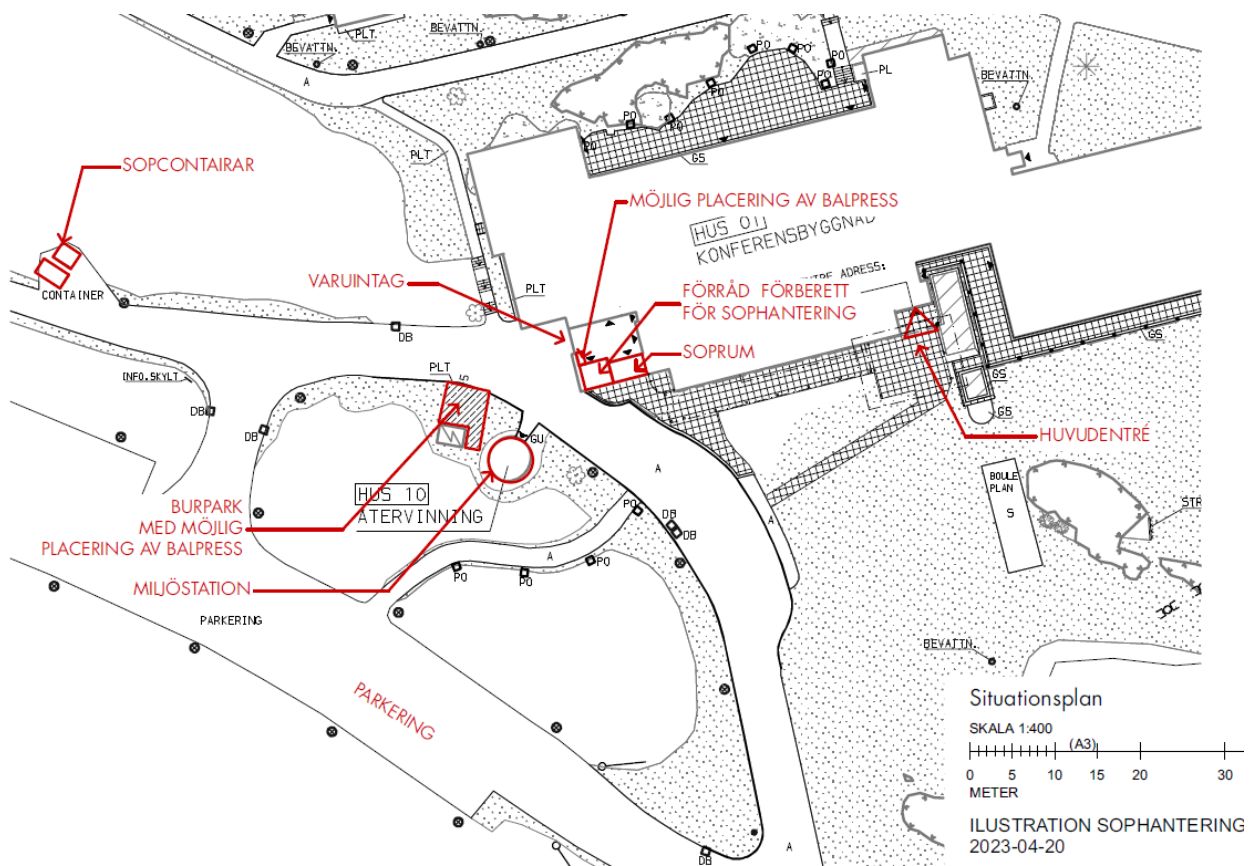 BEVATTN.
PLT
BEVATTN.
A
PO
PO
PO
PO
PL
BEVATTN.
PO
PO
PO
PO
GS
PLT
SOPCONTAIRAR
MÖJLIG PLACERING AV BALPRESS
HUS 01
KONFERENSBYGGNAD
ADRESS:
VARUINTAG
PLT
FÖRRÅD FÖRBERETT
FÖR SOPHANTERING
CONTAINER
DB
GS
SOPRUM
INFO.SKYLT
PLT
S
GS
DB
DB
GU
GS
HUVUDENTRÉ
A
BOULE
PLAN
S
HUS 10
ÅTERVINNING
BURPARK
MED MÖJLIG
PLACERING AV BALPRESS
PO
DB
DB
A
STR
A
PO
PO
PO
MILJÖSTATION
PARKERING
BEVATTN.
PARKERING
Situationsplan
SKALA 1:400
(A3)
0 5 10 15 20 30
METER
ILUSTRATION SOPHANTERING
2023-04-20
DB
A